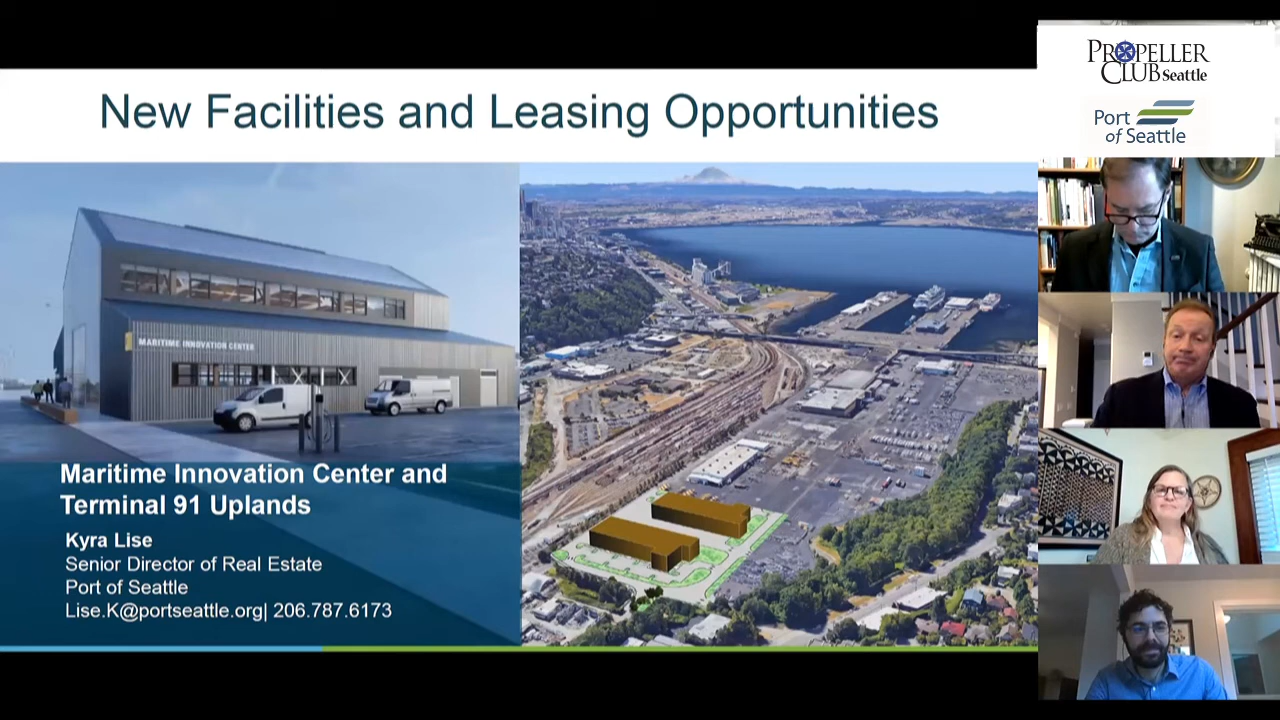 New Facilities and Leasing Opportunities
PROPELLER
CLUB Seattle
Port
of Seattle
MARITIME INNOVATION CENTER
Maritime Innovation Center and
Terminal 91 Uplands
Kyra Lise
Senior Director of Real Estate
Port of Seattle
Lise.K@portseattle.org| 206.787.6173